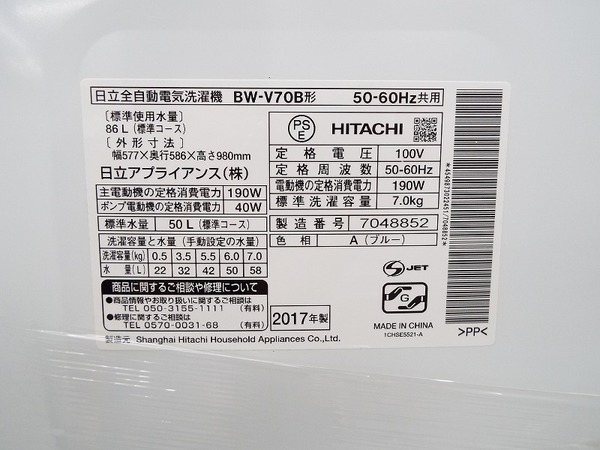 日立全自動電気洗濯機 BW-V70B形 50-60Hz共用
〔標準使用水量〕
86L(標準コース)
〔外形寸法〕
幅577×奥行586×高さ980mm
日立アプライアンス(株)
主電動機の定格消費電力 190W
ポンプ電動機の定格消費電力 40W
標準水量 50L(標準コース)
洗濯容量と水量(手動設定の水量)
洗濯容量(kg) 0.5 3.5 5.5 6.0 7.0
水量(L) 22 32 42 50 58
商品に関するご相談や修理について
●商品情報やお取り扱いに関するご相談
TEL 050-3155-1111 (有料)
●修理に関するご相談
TEL 0570-0031-68 (有料)
2017年製
製造元 Shanghai Hitachi Household Appliances Co.,Ltd.
PS
E
HITACHI
定格電圧 100V
定格周波数 50-60Hz
電動機の定格消費電力 190W
標準洗濯容量 7.0kg
製造番号 7048852
色相 A(ブルー)
S JET
G
MADE IN CHINA
1CHSE5521-A
>PP<